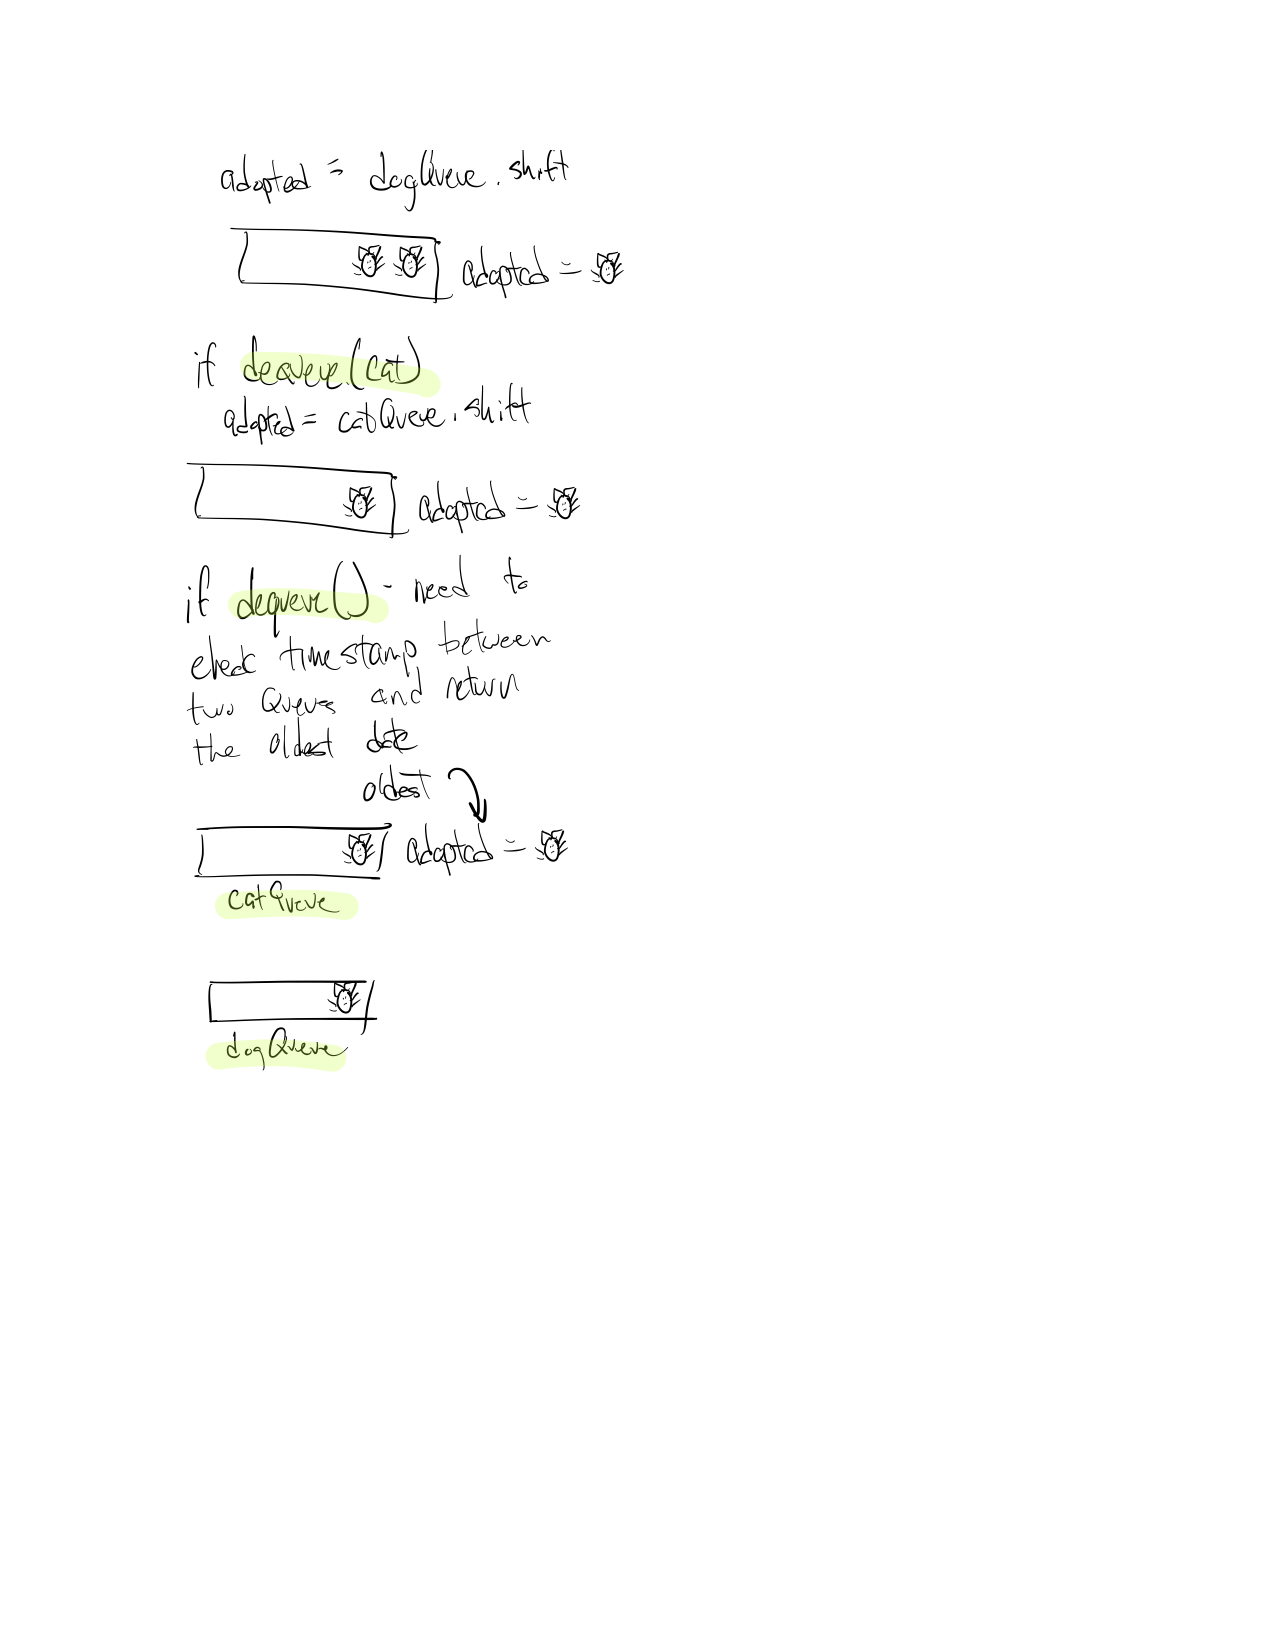 adopted = dogQueue.shift
adopted =
if dequeue(cat)
adopted = catQueue.shift
adopted =
if dequeue() - need to
check timestamp between
two Queues and return
the oldest date
oldest
adopted =
catQueue
dogQueue